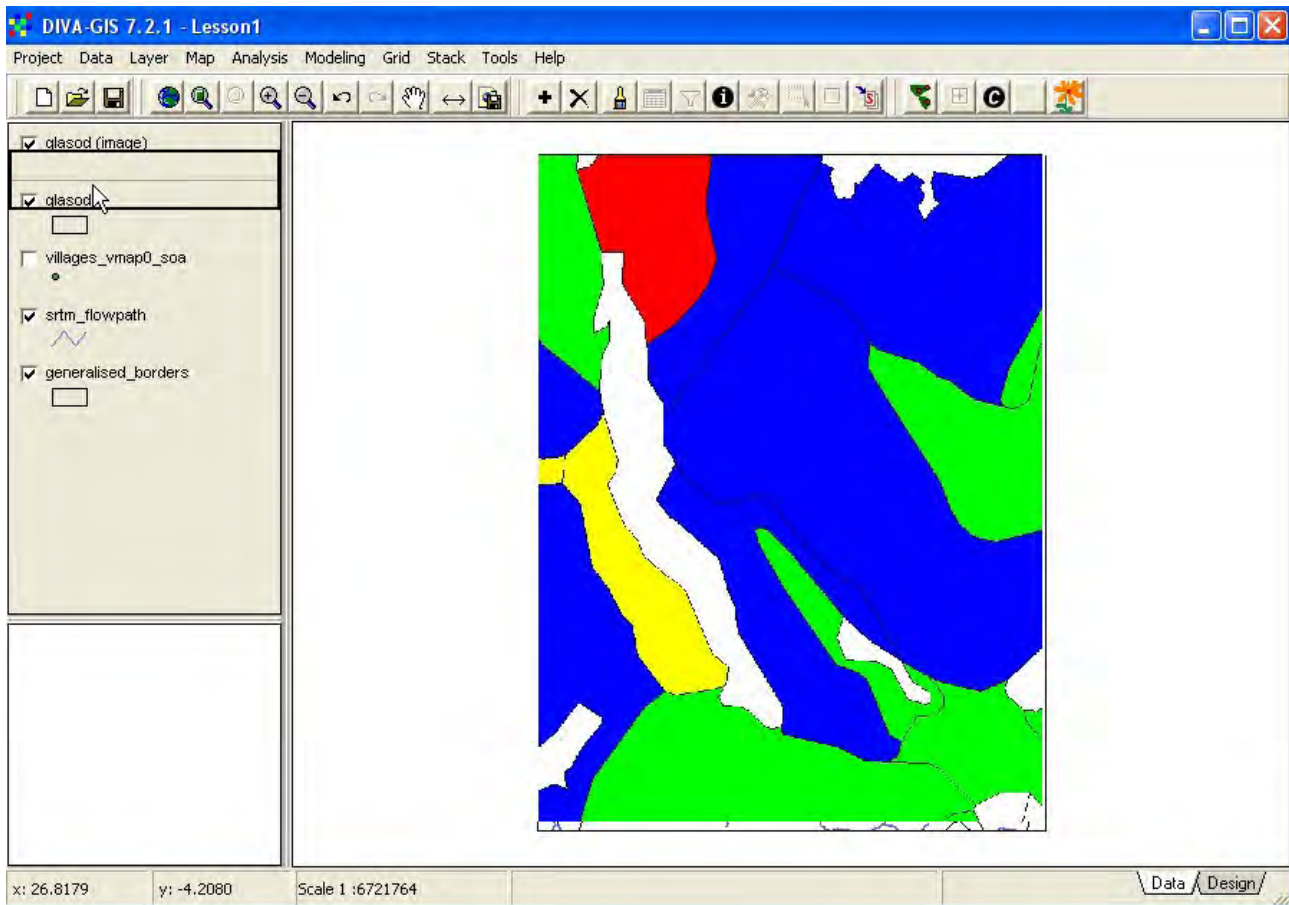 DIVA-GIS 7.2.1 - Lesson1
Project Data Layer Map Analysis Modeling Grid Stack Tools Help
glasod (image)
glasod
villages_vmap0_soa
srtm_flowpath
generalised_borders
x: 26.8179 y: -4.2080 Scale 1 :6721764 Data Design